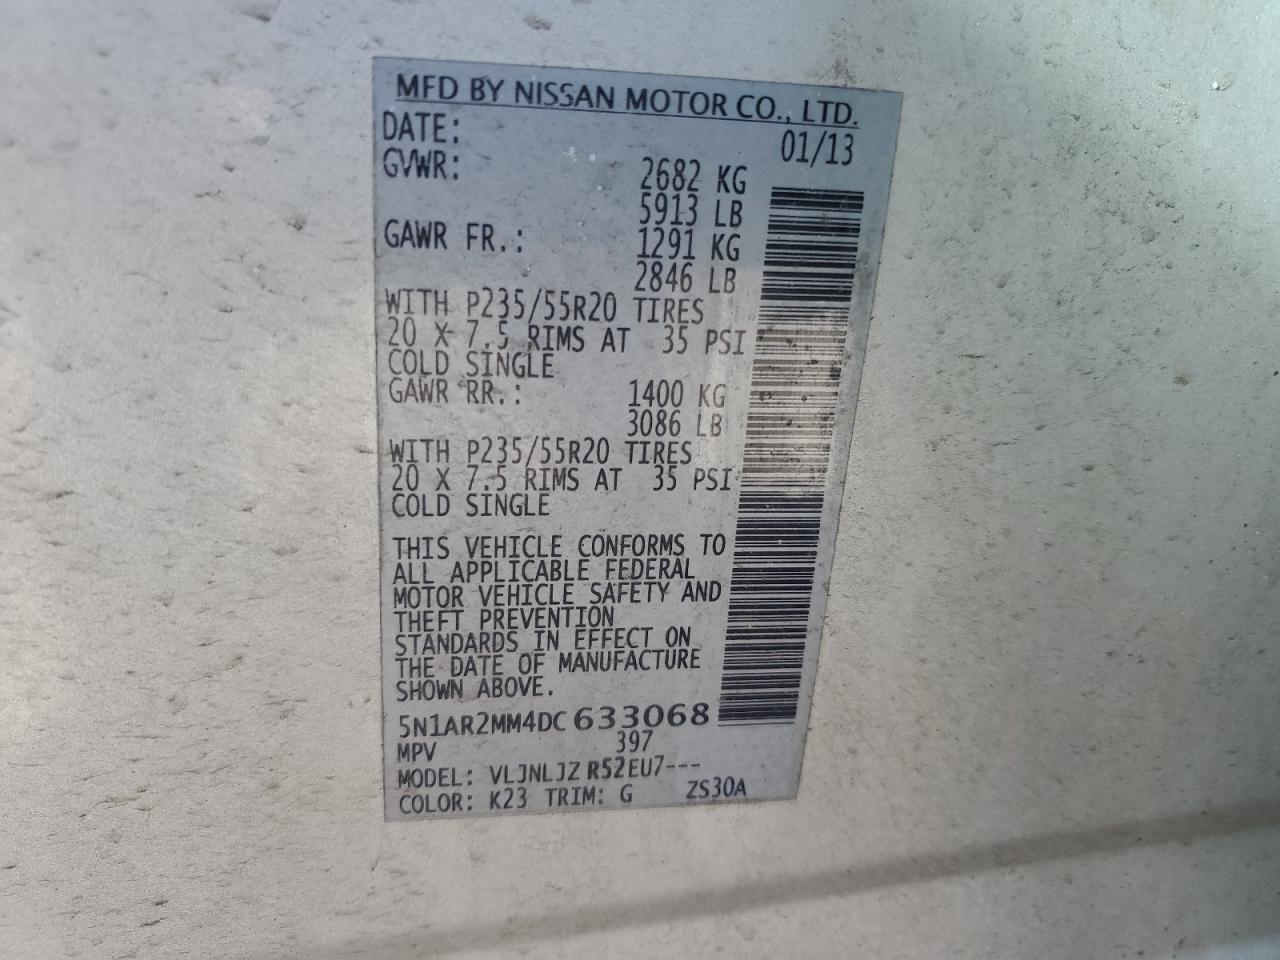 MFD BY NISSAN MOTOR CO., LTD.
DATE: 01/13
GVWR: 2682 KG
5913 LB
GAWR FR.: 1291 KG
2846 LB
WITH P235/55R20 TIRES
20 X 7.5 RIMS AT 35 PSI
COLD SINGLE
GAWR RR.: 1400 KG
3086 LB
WITH P235/55R20 TIRES
20 X 7.5 RIMS AT 35 PSI
COLD SINGLE
THIS VEHICLE CONFORMS TO
ALL APPLICABLE FEDERAL
MOTOR VEHICLE SAFETY AND
THEFT PREVENTION
STANDARDS IN EFFECT ON
THE DATE OF MANUFACTURE
SHOWN ABOVE.
5N1AR2MM4DC633068
MPV 397
MODEL: VLJNLJZ R52EU7---
COLOR: K23 TRIM: G ZS30A